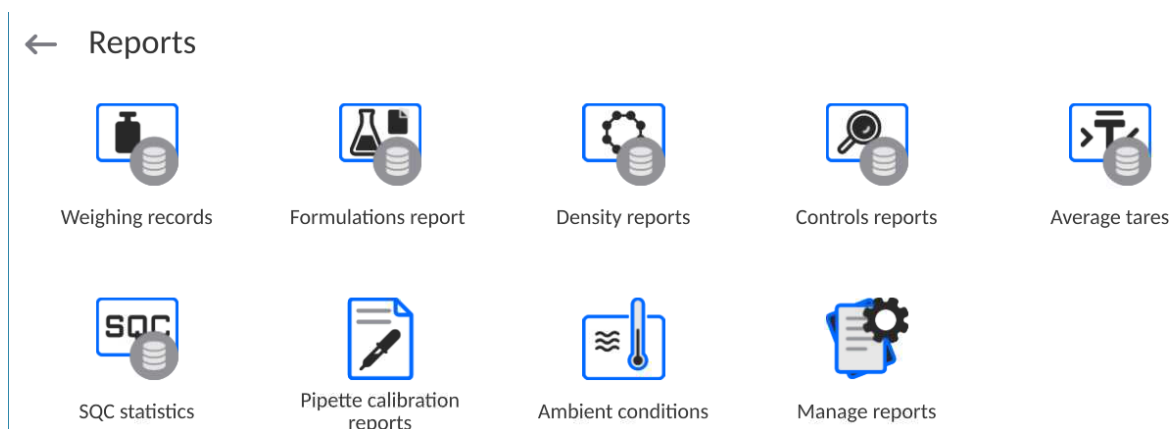 Reports
Weighing records
Formulations report
Density reports
Controls reports
Average tares
SQC
SQC statistics
Pipette calibration
reports
Ambient conditions
Manage reports